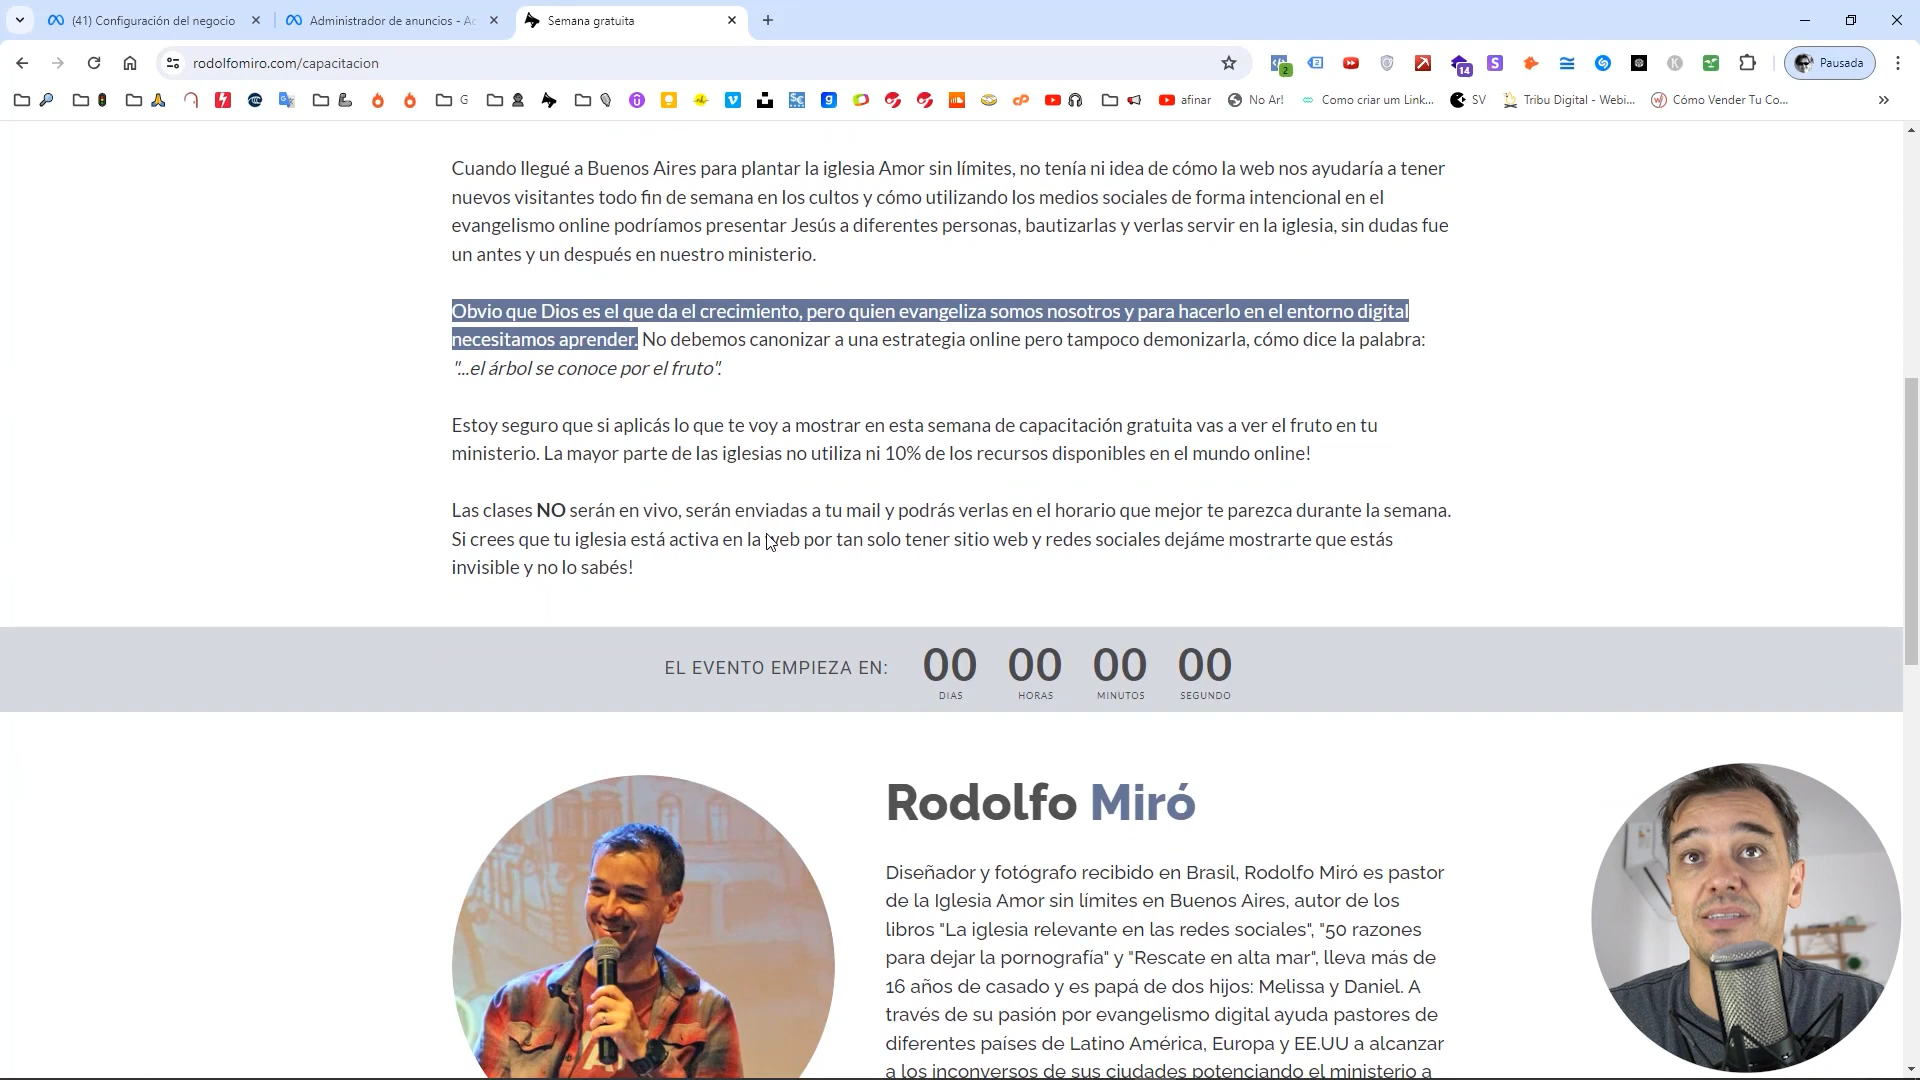 (41) Configuración del negocio
Administrador de anuncios - Ac
Semana gratuita
rodolfomiro.com/capacitacion
2
14
Pausada
G
afinar
No Ar!
Como criar um Link...
SV
Tribu Digital - Webi...
Cómo Vender Tu Co...
Cuando llegué a Buenos Aires para plantar la iglesia Amor sin límites, no tenía ni idea de cómo la web nos ayudaría a tener
nuevos visitantes todo fin de semana en los cultos y cómo utilizando los medios sociales de forma intencional en el
evangelismo online podríamos presentar Jesús a diferentes personas, bautizarlas y verlas servir en la iglesia, sin dudas fue
un antes y un después en nuestro ministerio.
Obvio que Dios es el que da el crecimiento, pero quien evangeliza somos nosotros y para hacerlo en el entorno digital
necesitamos aprender. No debemos canonizar a una estrategia online pero tampoco demonizarla, cómo dice la palabra:
"...el árbol se conoce por el fruto".
Estoy seguro que si aplicás lo que te voy a mostrar en esta semana de capacitación gratuita vas a ver el fruto en tu
ministerio. La mayor parte de las iglesias no utiliza ni 10% de los recursos disponibles en el mundo online!
Las clases NO serán en vivo, serán enviadas a tu mail y podrás verlas en el horario que mejor te parezca durante la semana.
Si crees que tu iglesia está activa en la web por tan solo tener sitio web y redes sociales dejáme mostrarte que estás
invisible y no lo sabés!
EL EVENTO EMPIEZA EN:
00 00 00 00
DIAS HORAS MINUTOS SEGUNDO
Rodolfo Miró
Diseñador y fotógrafo recibido en Brasil, Rodolfo Miró es pastor
de la Iglesia Amor sin límites en Buenos Aires, autor de los
libros "La iglesia relevante en las redes sociales", "50 razones
para dejar la pornografía" y "Rescate en alta mar", lleva más de
16 años de casado y es papá de dos hijos: Melissa y Daniel. A
través de su pasión por evangelismo digital ayuda pastores de
diferentes países de Latino América, Europa y EE.UU a alcanzar
a los inconversos de sus ciudades potenciando el ministerio a